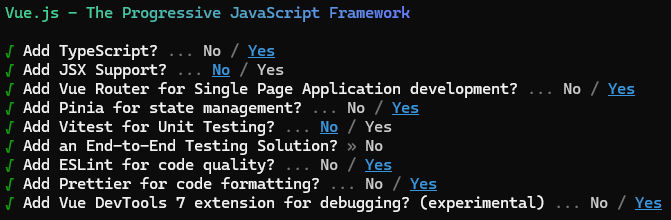 Vue.js - The Progressive JavaScript Framework
√ Add TypeScript? ... No / Yes
√ Add JSX Support? ... No / Yes
√ Add Vue Router for Single Page Application development? ... No / Yes
√ Add Pinia for state management? ... No / Yes
√ Add Vitest for Unit Testing? ... No / Yes
√ Add an End-to-End Testing Solution? » No
√ Add ESLint for code quality? ... No / Yes
√ Add Prettier for code formatting? ... No / Yes
√ Add Vue DevTools 7 extension for debugging? (experimental) ... No / Yes